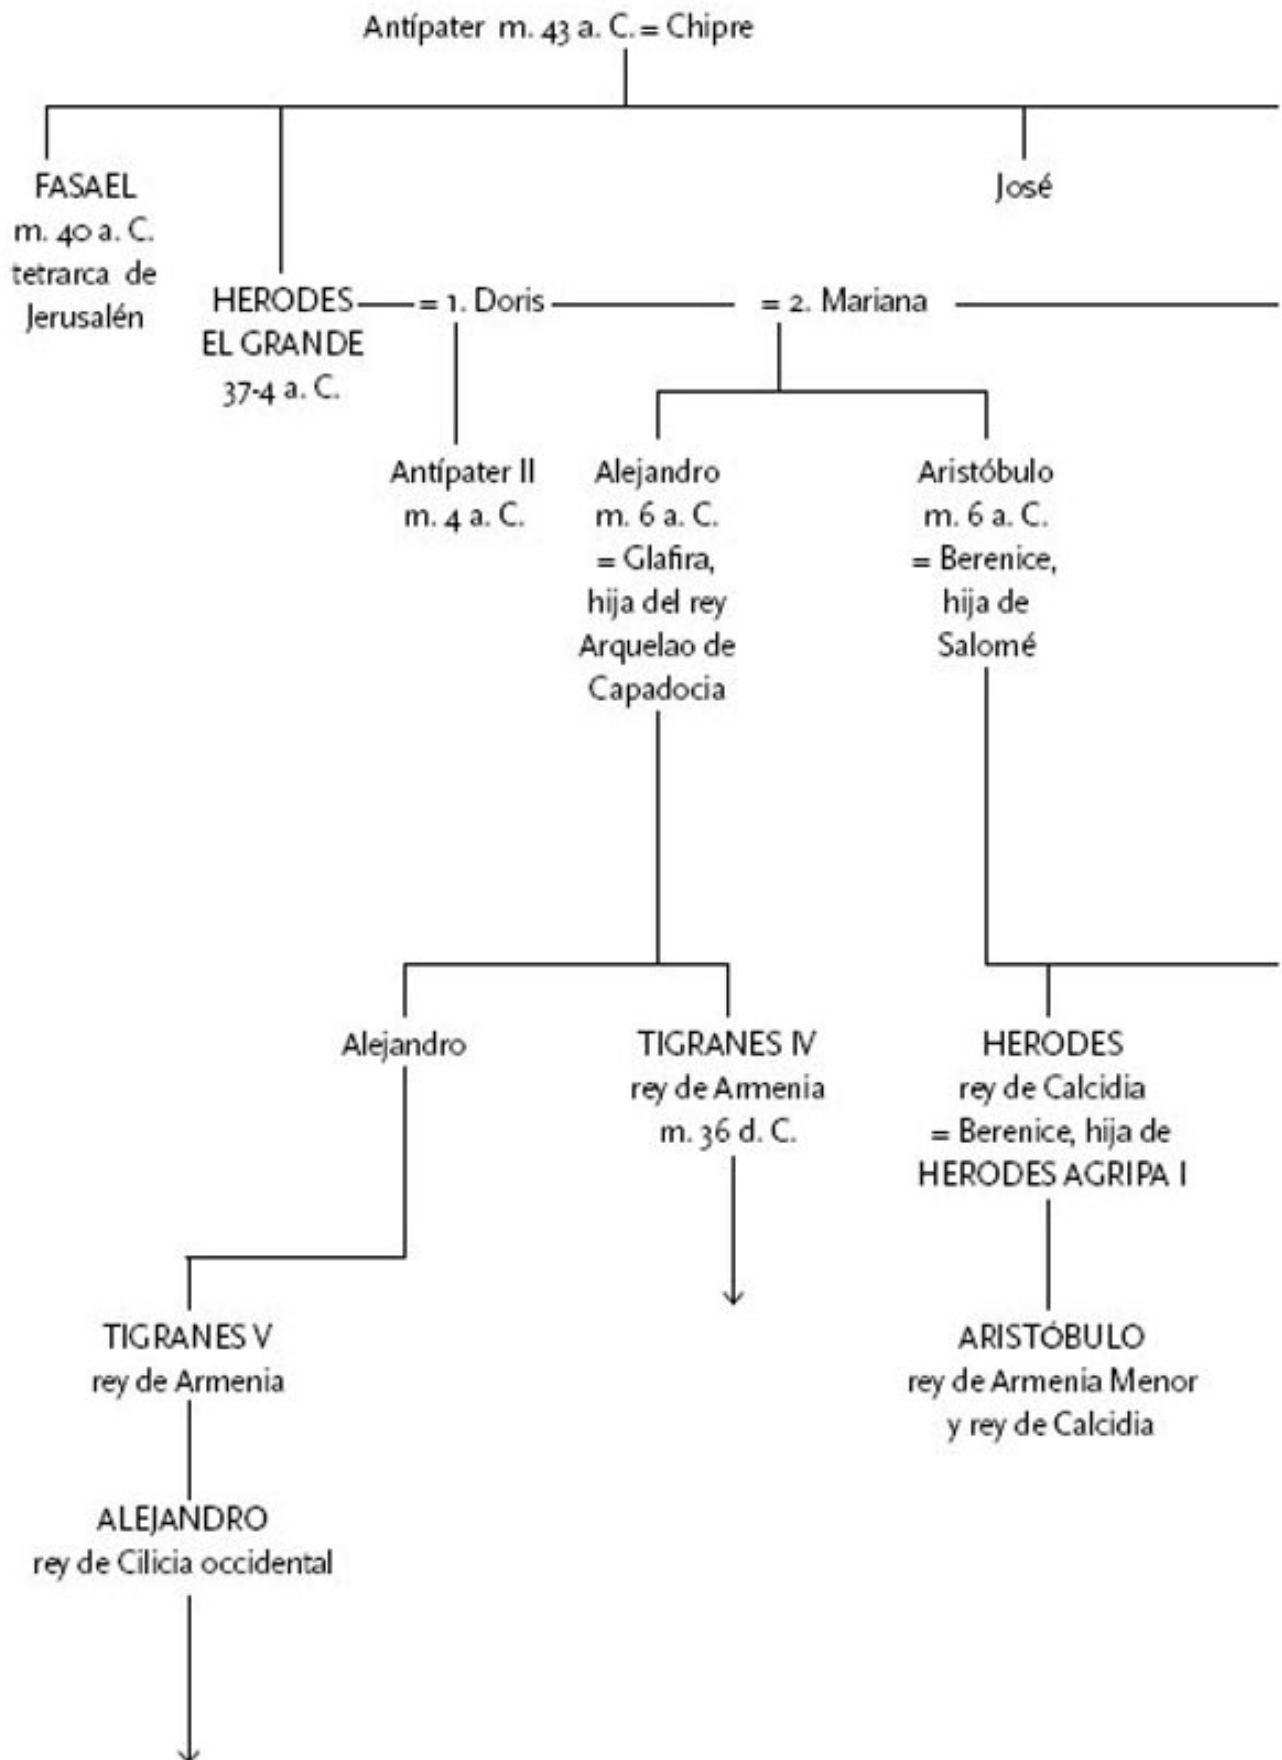 Antípater m. 43 a. C. = Chipre
FASAEL
m. 40 a. C.
tetrarca de
Jerusalén
José
HERODES
EL GRANDE
37-4 a. C.
= 1. Doris
= 2. Mariana
Antípater II
m. 4 a. C.
Alejandro
m. 6 a. C.
= Glafira,
hija del rey
Arquelao de
Capadocia
Aristóbulo
m. 6 a. C.
= Berenice,
hija de
Salomé
Alejandro
TIGRANES IV
rey de Armenia
m. 36 d. C.
HERODES
rey de Calcidia
= Berenice, hija de
HERODES AGRIPA I
TIGRANES V
rey de Armenia
ARISTÓBULO
rey de Armenia Menor
y rey de Calcidia
ALEJANDRO
rey de Cilicia occidental